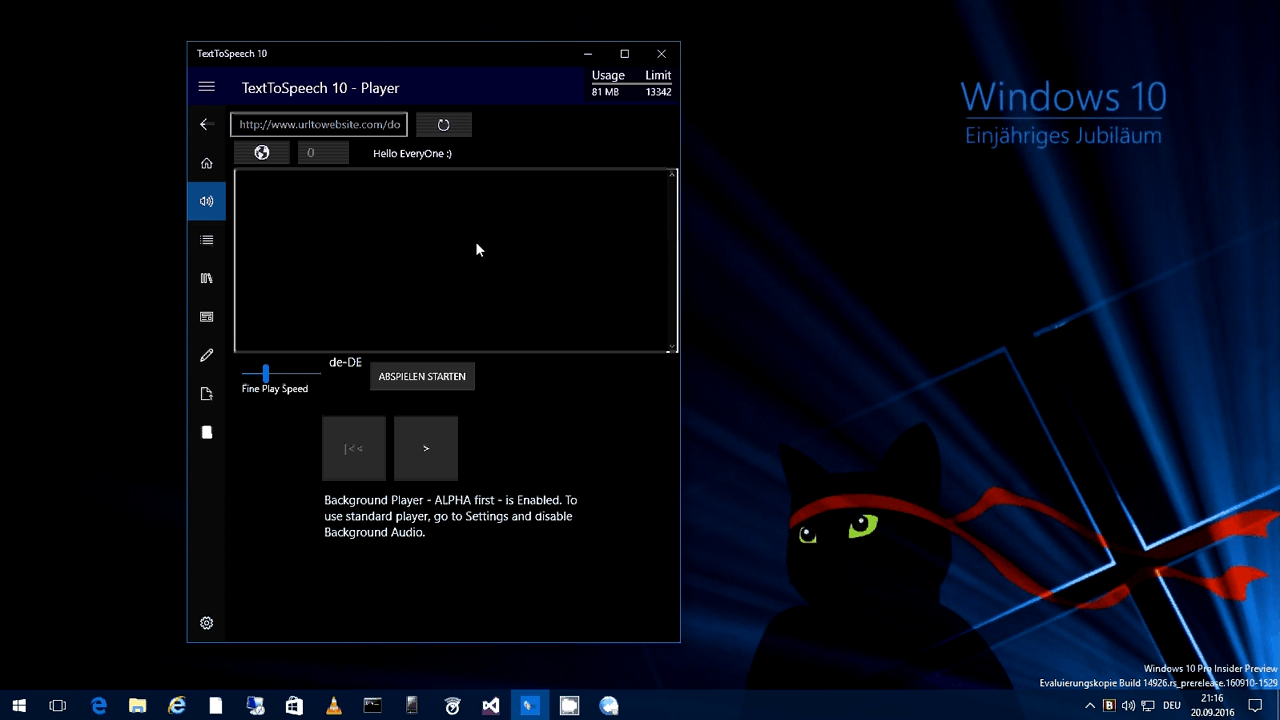 TextToSpeech 10
TextToSpeech 10 - Player
Usage Limit
81 MB 13342
http://www.urltowebsite.com/do
0
Hello EveryOne :)
de-DE
Fine Play Speed
ABSPIELEN STARTEN
|<<
>
Background Player - ALPHA first - is Enabled. To
use standard player, go to Settings and disable
Background Audio.
Windows 10
Einjähriges Jubiläum
Windows 10 Pro Insider Preview
Evaluierungskopie Build 14926.rs_prerelease.160910-1529
DEU
21:16
20.09.2016